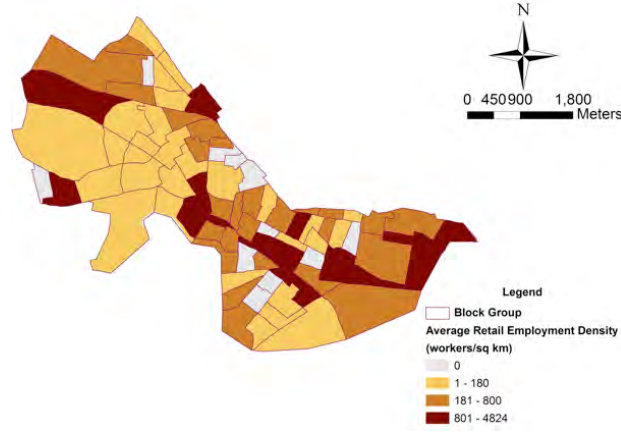 N
0 450900 1,800
Meters
Legend
Block Group
Average Retail Employment Density
(workers/sq km)
0
1 - 180
181 - 800
801 - 4824